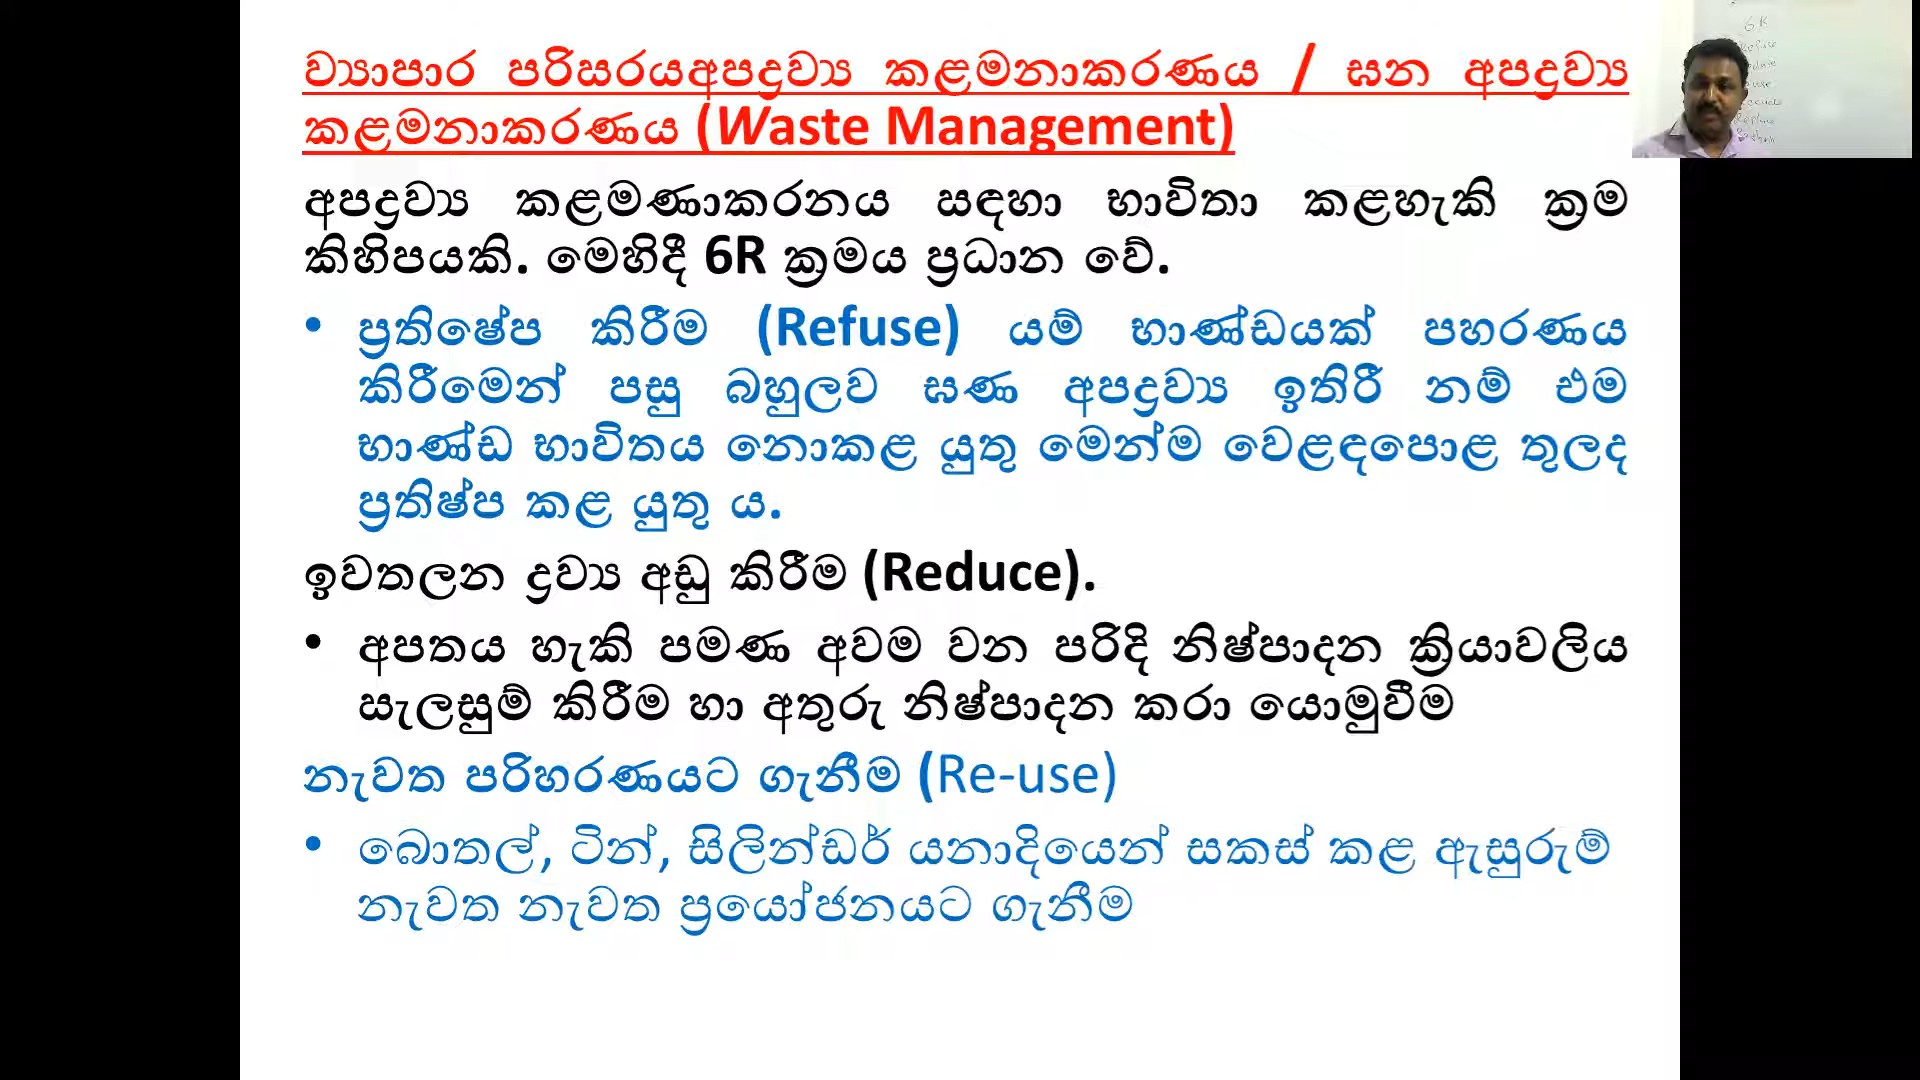 ව්‍යාපාර පරිසරයඅපද්‍රව්‍ය කළමනාකරණය / ඝන අපද්‍රව්‍ය
කළමනාකරණය (Waste Management)
අපද්‍රව්‍ය කළමණාකරනය සඳහා භාවිතා කළහැකි ක්‍රම
කිහිපයකි. මෙහිදී 6R ක්‍රමය ප්‍රධාන වේ.
• ප්‍රතිෂේප කිරීම (Refuse) යම් භාණ්ඩයක් පහරණය
කිරීමෙන් පසු බහුලව ඝණ අපද්‍රව්‍ය ඉතිරී නම් එම
භාණ්ඩ භාවිතය නොකළ යුතු මෙන්ම වෙළඳපොළ තුලද
ප්‍රතිෂ්ප කළ යුතු ය.
ඉවතලන ද්‍රව්‍ය අඩු කිරීම (Reduce).
• අපතය හැකි පමණ අවම වන පරිදි නිෂ්පාදන ක්‍රියාවලිය
සැලසුම් කිරීම හා අතුරු නිෂ්පාදන කරා යොමුවීම
නැවත පරිහරණයට ගැනීම (Re-use)
• බොතල්, ටින්, සිලින්ඩර් යනාදියෙන් සකස් කළ ඇසුරුම්
නැවත නැවත ප්‍රයෝජනයට ගැනීම
6R